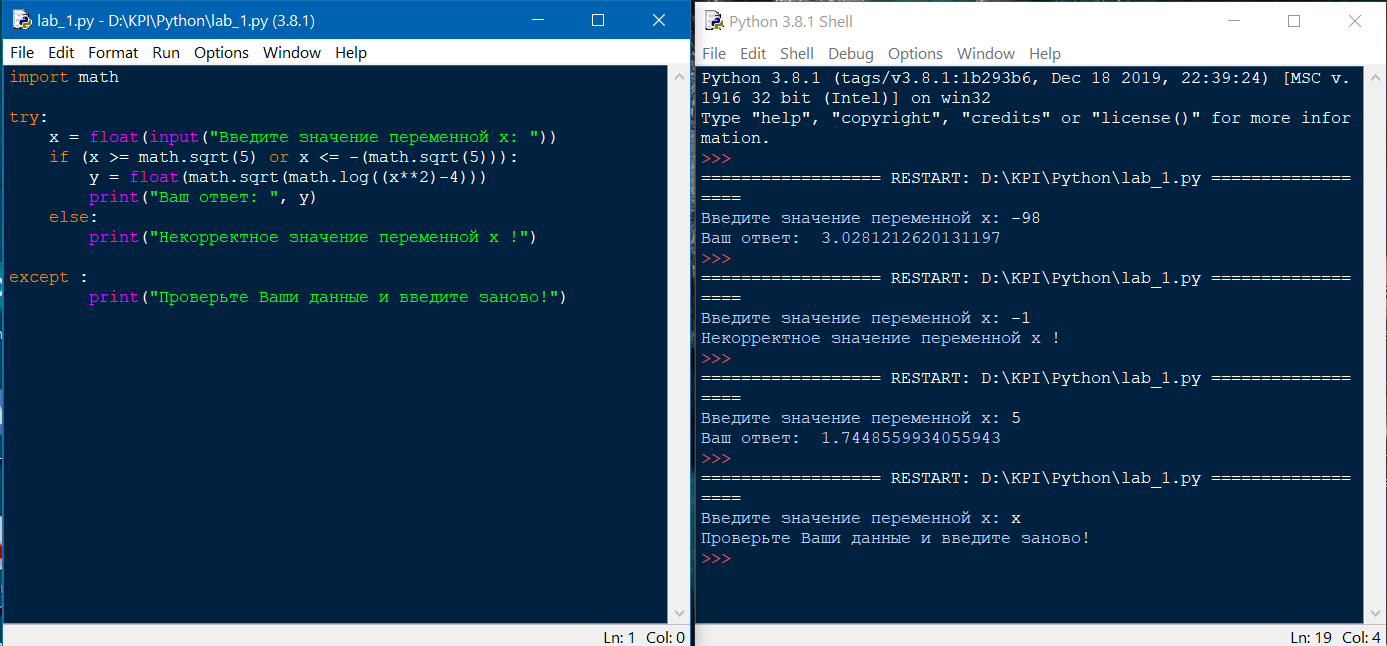 lab_1.py - D:\KPI\Python\lab_1.py (3.8.1)
File Edit Format Run Options Window Help
import math
try:
x = float(input("Введите значение переменной x: "))
if (x >= math.sqrt(5) or x <= -(math.sqrt(5))):
y = float(math.sqrt(math.log((x**2)-4)))
print("Ваш ответ: ", y)
else:
print("Некорректное значение переменной x !")
except :
print("Проверьте Ваши данные и введите заново!")
Ln: 1 Col: 0
Python 3.8.1 Shell
File Edit Shell Debug Options Window Help
Python 3.8.1 (tags/v3.8.1:1b293b6, Dec 18 2019, 22:39:24) [MSC v.
1916 32 bit (Intel)] on win32
Type "help", "copyright", "credits" or "license()" for more infor
mation.
>>>
================== RESTART: D:\KPI\Python\lab_1.py ==============
====
Введите значение переменной x: -98
Ваш ответ:  3.0281212620131197
>>>
================== RESTART: D:\KPI\Python\lab_1.py ==============
====
Введите значение переменной x: -1
Некорректное значение переменной x !
>>>
================== RESTART: D:\KPI\Python\lab_1.py ==============
====
Введите значение переменной x: 5
Ваш ответ:  1.7448559934055943
>>>
================== RESTART: D:\KPI\Python\lab_1.py ==============
====
Введите значение переменной x: x
Проверьте Ваши данные и введите заново!
>>>
Ln: 19 Col: 4